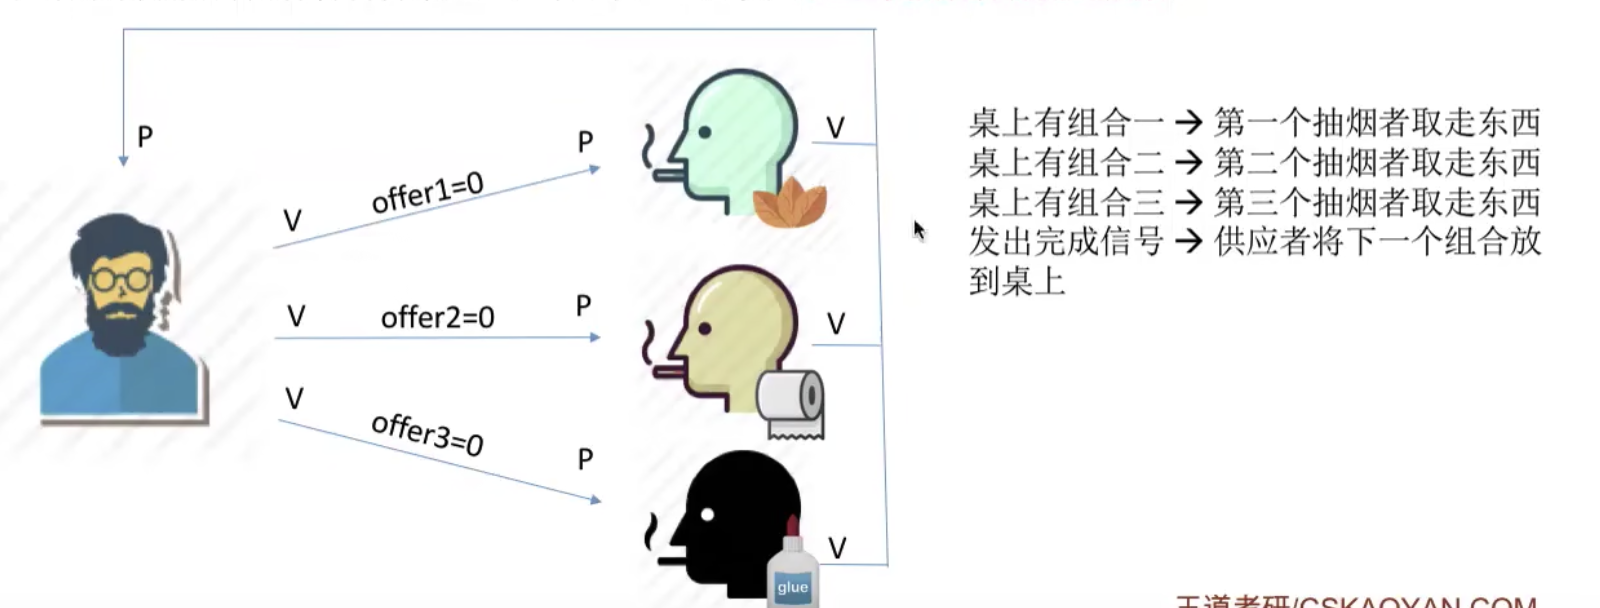 P
V
offer1=0
P
V
V
offer2=0
P
V
V
offer3=0
P
V
glue
桌上有组合一 → 第一个抽烟者取走东西
桌上有组合二 → 第二个抽烟者取走东西
桌上有组合三 → 第三个抽烟者取走东西
发出完成信号 → 供应者将下一个组合放
到桌上
王道考研/CSKAOYAN.COM